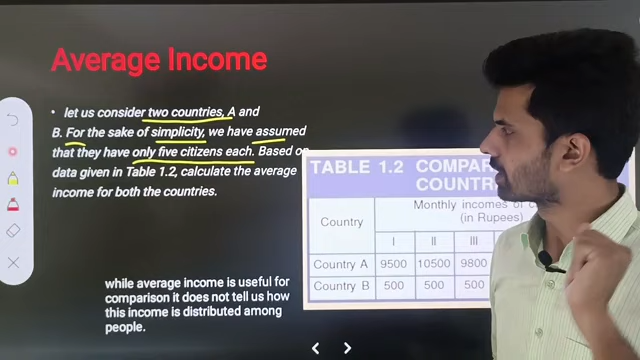 Average Income
• let us consider two countries, A and
B. For the sake of simplicity, we have assumed
that they have only five citizens each. Based on
data given in Table 1.2, calculate the average
income for both the countries.
TABLE 1.2 COMPAR
COUNTR
Monthly incomes of c
(in Rupees)
Country
I II III
Country A 9500 10500 9800
Country B 500 500 500
while average income is useful for
comparison it does not tell us how
this income is distributed among
people.